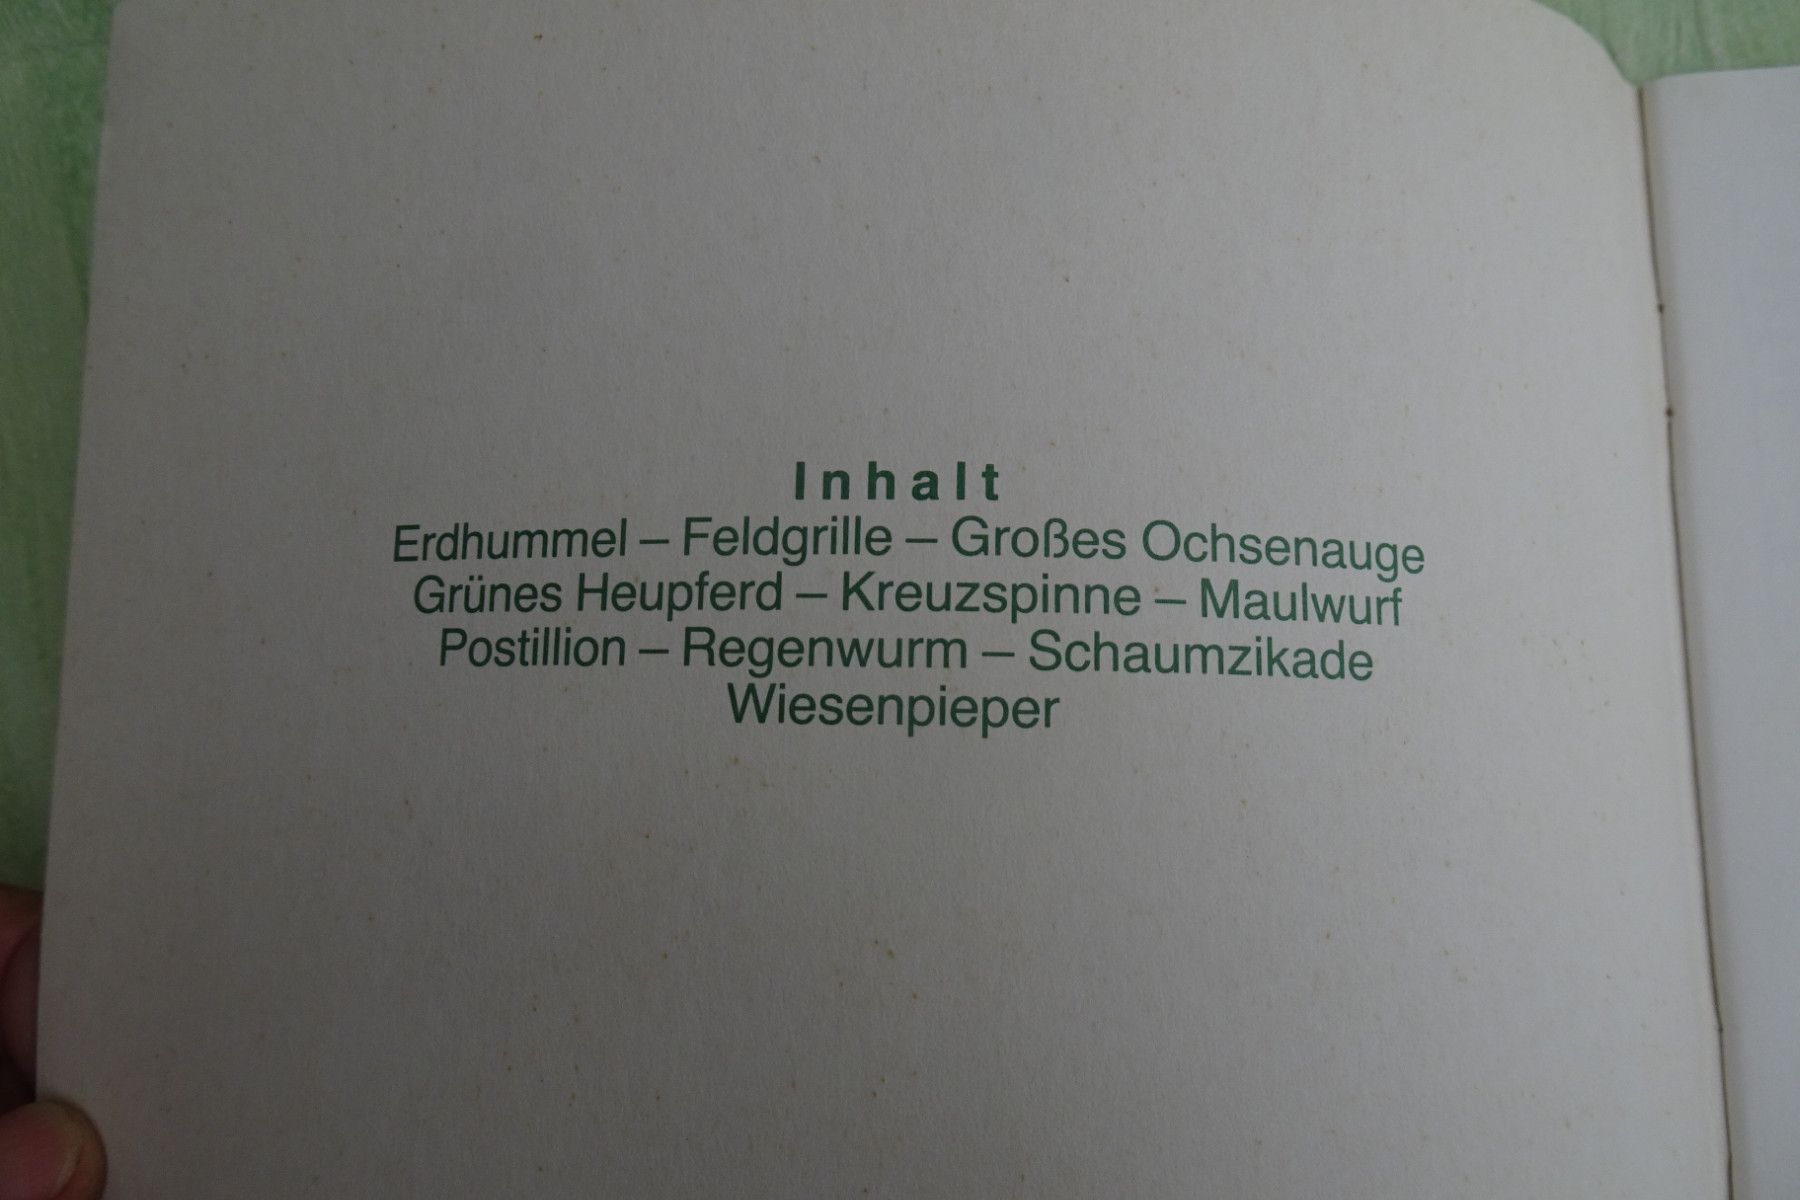 Inhalt
Erdhummel – Feldgrille – Großes Ochsenauge
Grünes Heupferd – Kreuzspinne – Maulwurf
Postillion – Regenwurm – Schaumzikade
Wiesenpieper